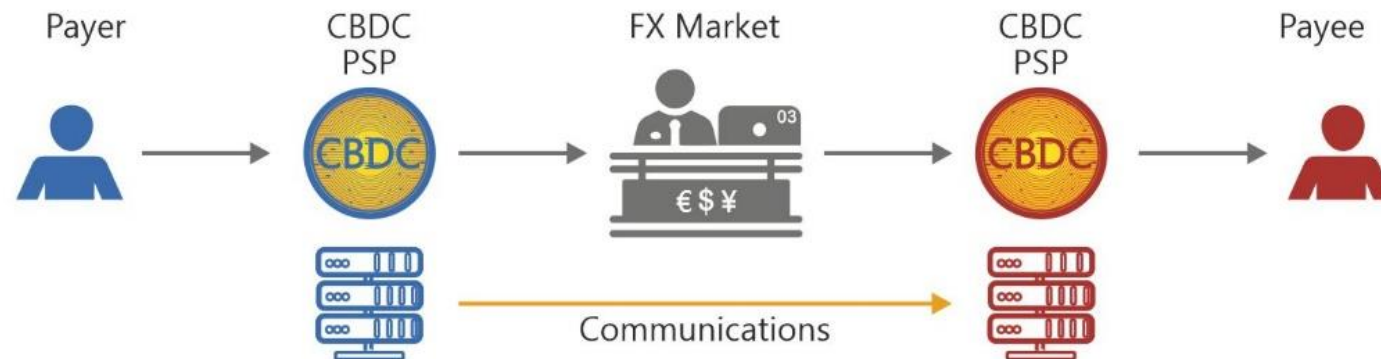 Payer
CBDC
PSP
FX Market
CBDC
PSP
Payee
CBDC
03
€ $ ¥
CBDC
Communications